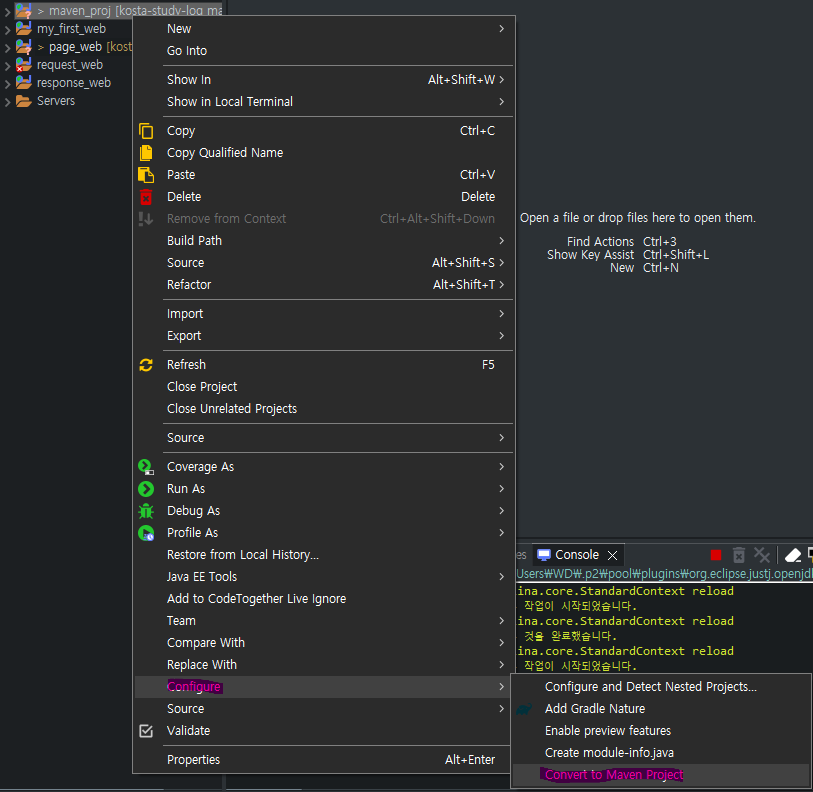 > maven_proj [kosta-study-log ma
my_first_web
> page_web [kost
request_web
response_web
Servers
New
Go Into
Show In Alt+Shift+W
Show in Local Terminal
Copy Ctrl+C
Copy Qualified Name
Paste Ctrl+V
Delete Delete
Remove from Context Ctrl+Alt+Shift+Down
Build Path
Source Alt+Shift+S
Refactor Alt+Shift+T
Import
Export
Refresh F5
Close Project
Close Unrelated Projects
Source
Coverage As
Run As
Debug As
Profile As
Restore from Local History...
Java EE Tools
Add to CodeTogether Live Ignore
Team
Compare With
Replace With
Configure
Source
Validate
Properties Alt+Enter
Open a file or drop files here to open them.
Find Actions Ctrl+3
Show Key Assist Ctrl+Shift+L
New Ctrl+N
es Console
Users₩WD₩.p2₩pool₩plugins₩org.eclipse.justj.openjdl
ina.core.StandardContext reload
작업이 시작되었습니다.
ina.core.StandardContext reload
것을 완료했습니다.
ina.core.StandardContext reload
작업이 시작되었습니다.
Configure and Detect Nested Projects...
Add Gradle Nature
Enable preview features
Create module-info.java
Convert to Maven Project